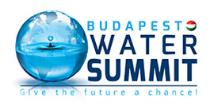 BUDAPEST
WATER
SUMMIT
Give the future a chance!